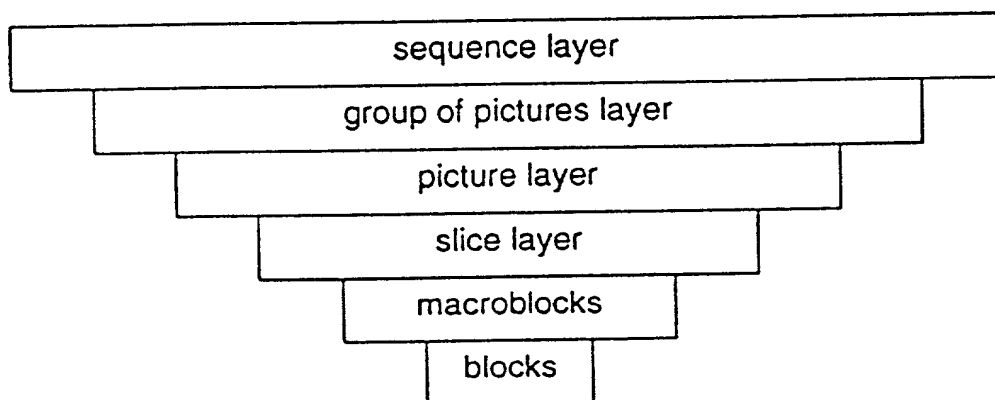 sequence layer
group of pictures layer
picture layer
slice layer
macroblocks
blocks